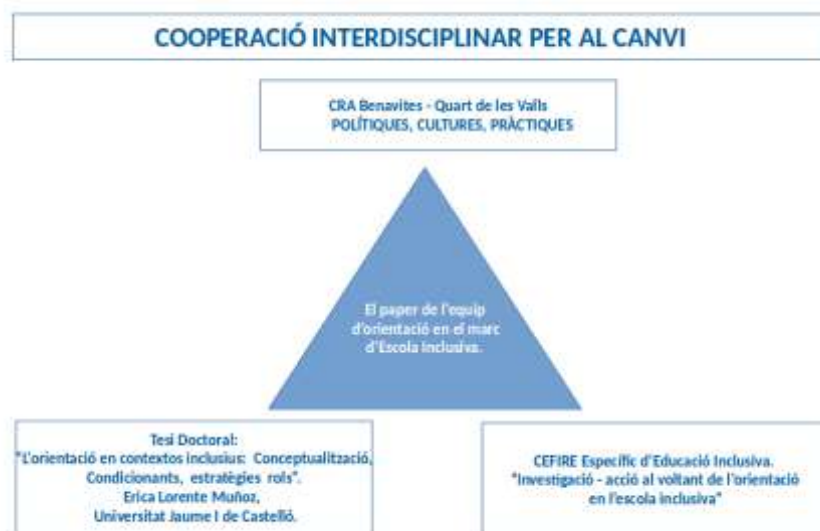 COOPERACIÓ INTERDISCIPLINAR PER AL CANVI
CRA Benavites - Quart de les Valls
POLÍTIQUES, CULTURES, PRÀCTIQUES
El paper de l'equip
d'orientació en el marc
d'Escola Inclusiva.
Tesi Doctoral:
"L'orientació en contextos inclusius: Conceptualització,
Condicionants, estratègies rols".
Erica Lorente Muñoz,
Universitat Jaume I de Castelló.
CEFIRE Específic d'Educació Inclusiva.
"Investigació - acció al voltant de l'orientació
en l'escola inclusiva"